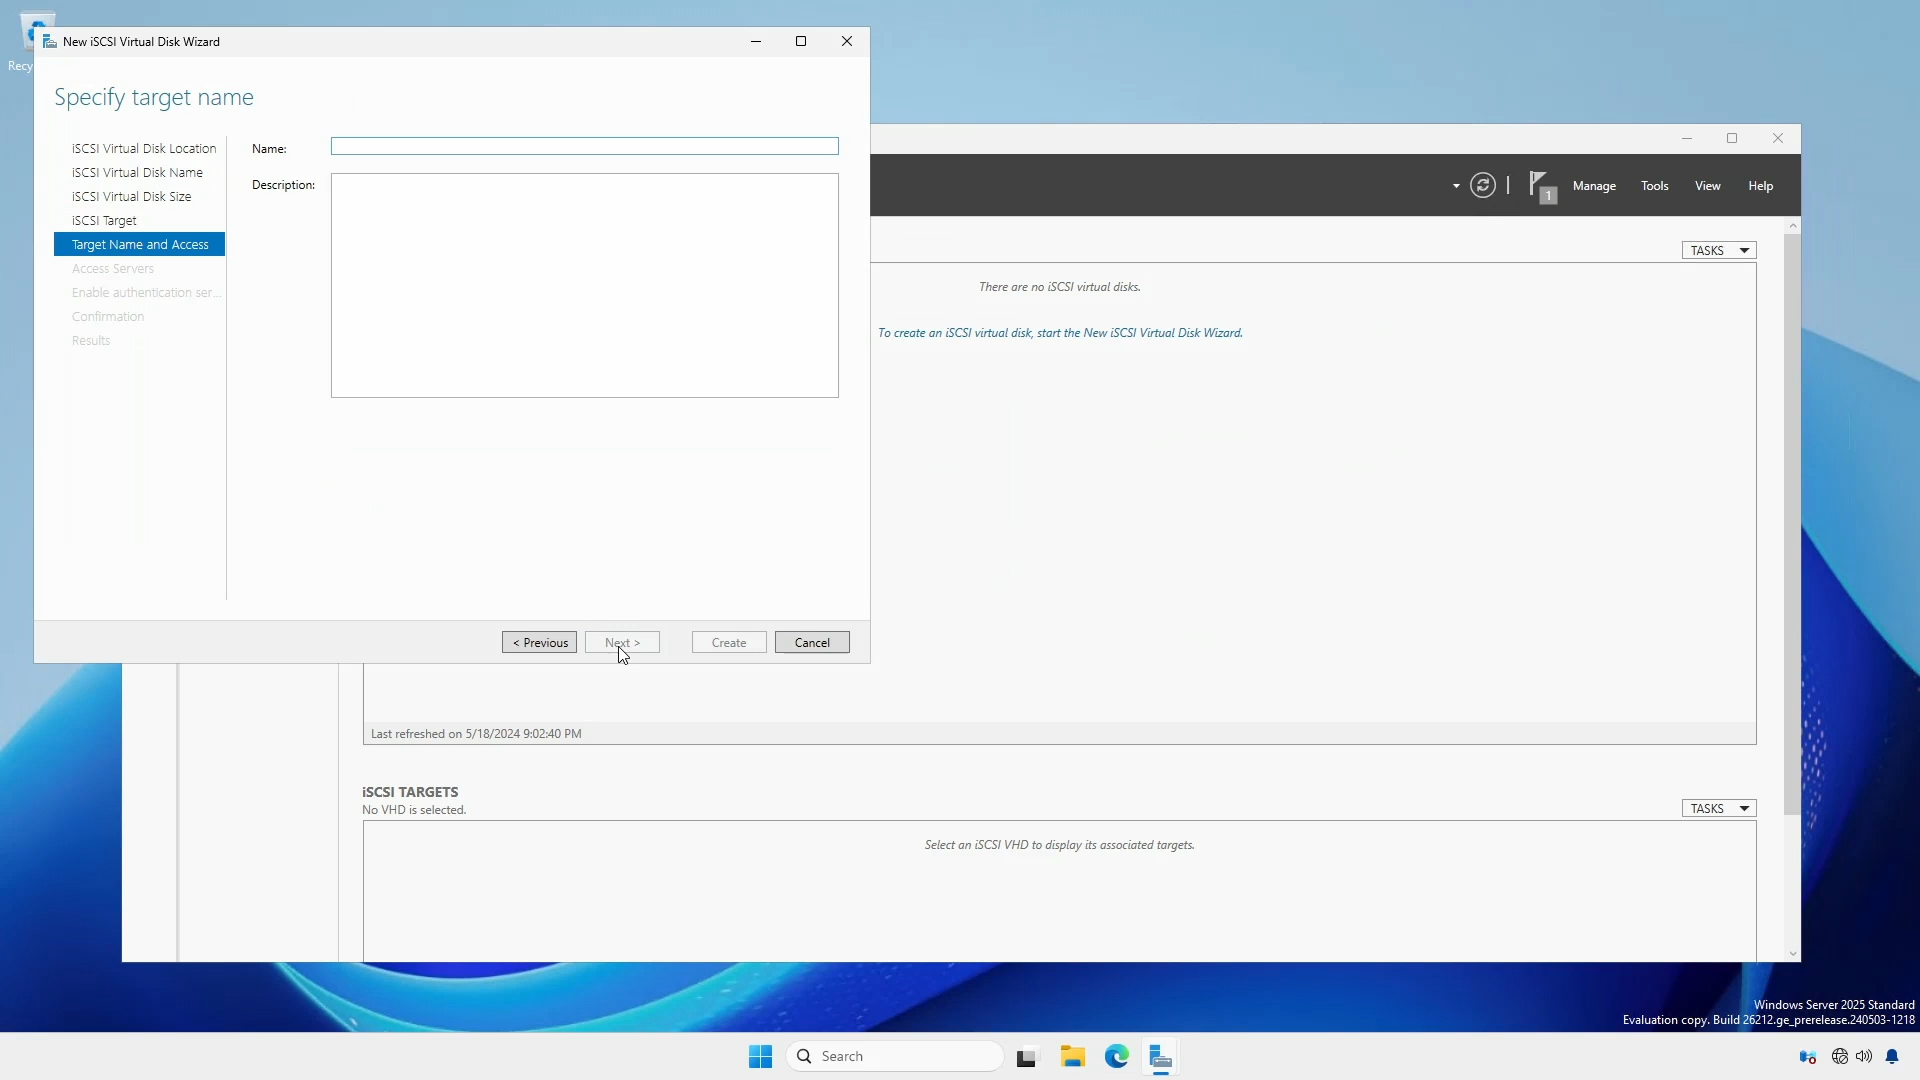 Recy
New iSCSI Virtual Disk Wizard
Specify target name
iSCSI Virtual Disk Location
iSCSI Virtual Disk Name
iSCSI Virtual Disk Size
iSCSI Target
Target Name and Access
Access Servers
Enable authentication ser...
Confirmation
Results
Name:
Description:
< Previous
Next >
Create
Cancel
1
Manage
Tools
View
Help
TASKS
There are no iSCSI virtual disks.
To create an iSCSI virtual disk, start the New iSCSI Virtual Disk Wizard.
Last refreshed on 5/18/2024 9:02:40 PM
iSCSI TARGETS
No VHD is selected.
TASKS
Select an iSCSI VHD to display its associated targets.
Windows Server 2025 Standard
Evaluation copy. Build 26212.ge_prerelease.240503-1218
Search